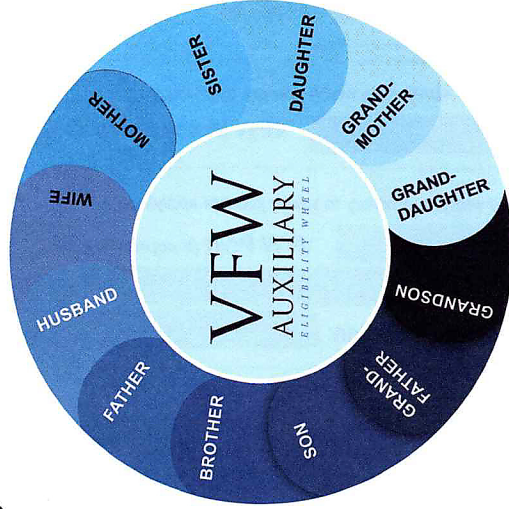 VFW
AUXILIARY
ELIGIBILITY WHEEL
WIFE
MOTHER
SISTER
DAUGHTER
GRAND-
MOTHER
GRAND-
DAUGHTER
GRANDSON
GRAND-
FATHER
SON
BROTHER
FATHER
HUSBAND